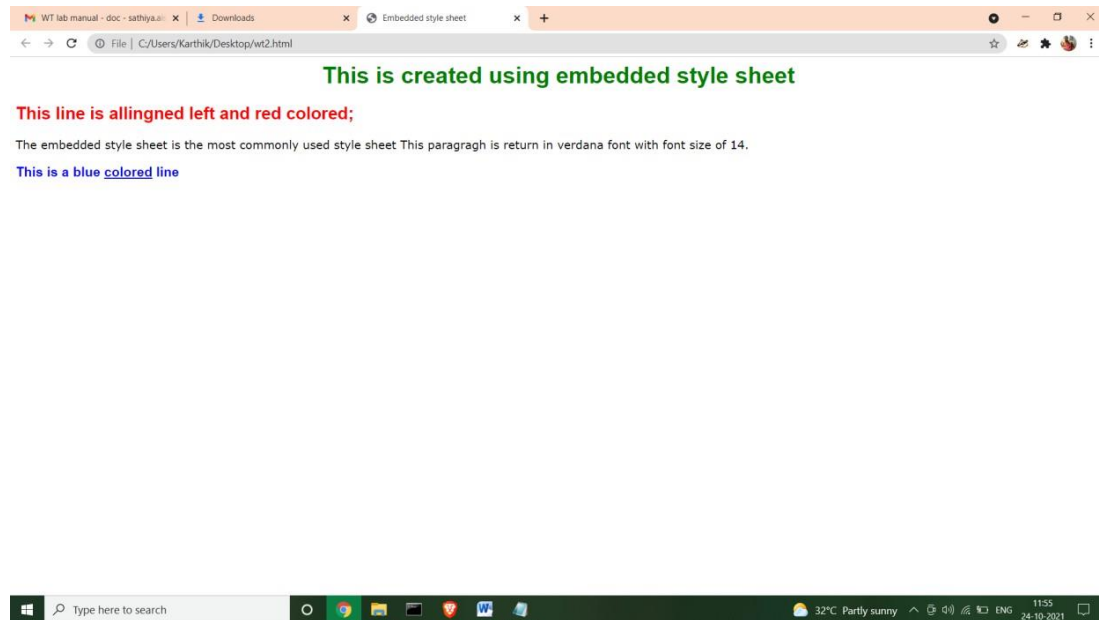 WT lab manual - doc - sathiya.ai
Downloads
Embedded style sheet
File | C:/Users/Karthik/Desktop/wt2.html
This is created using embedded style sheet
This line is allingned left and red colored;
The embedded style sheet is the most commonly used style sheet This paragragh is return in verdana font with font size of 14.
This is a blue colored line
Type here to search
32°C Partly sunny
ENG
11:55
24-10-2021